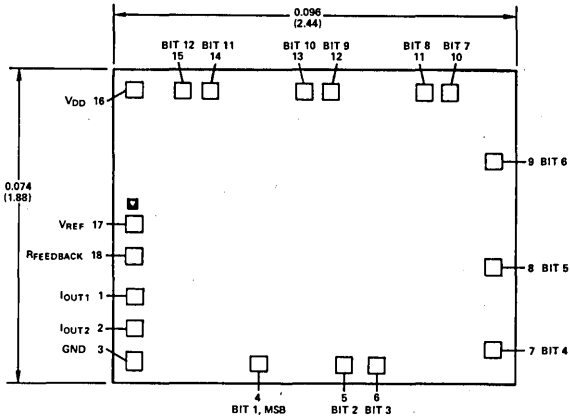 0.096
(2.44)
BIT 12 BIT 11 BIT 10 BIT 9 BIT 8 BIT 7
15 14 13 12 11 10
VDD 16
9 BIT 6
0.074
(1.88)
VREF 17
RFEEDBACK 18
8 BIT 5
IOUT1 1
IOUT2 2
GND 3
7 BIT 4
4 5 6
BIT 1, MSB BIT 2 BIT 3